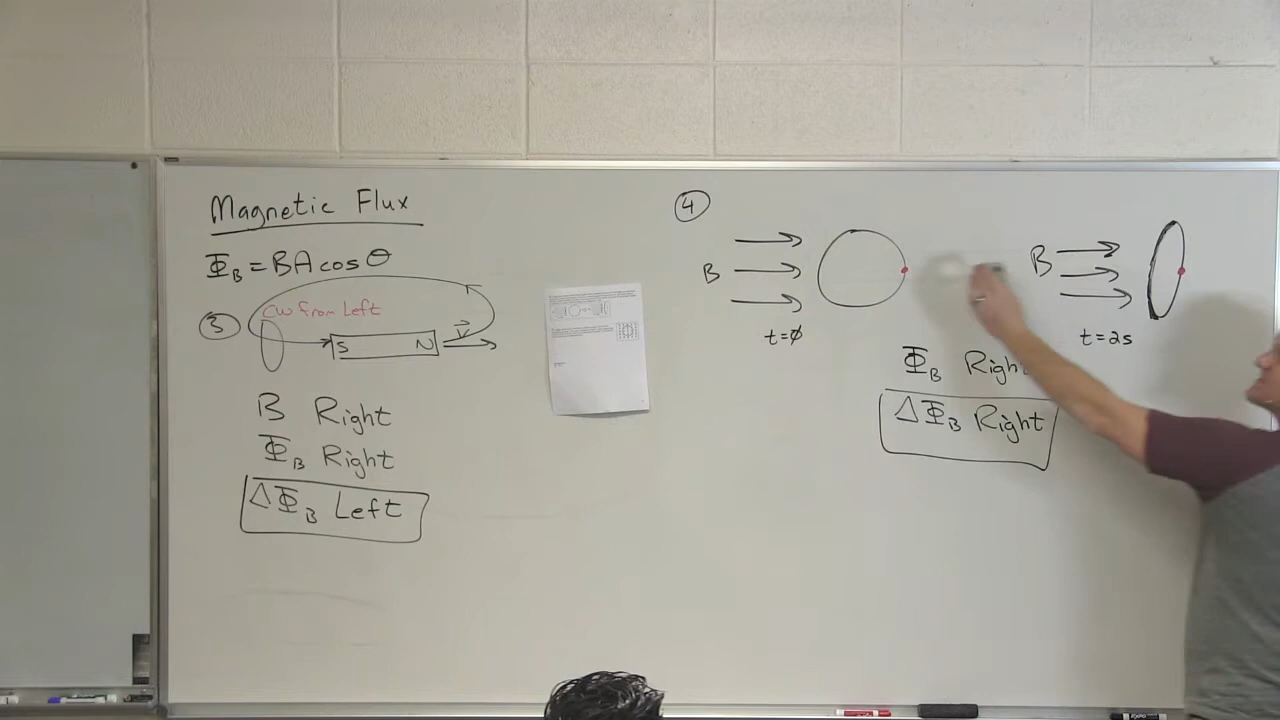 Magnetic Flux
Φ_B = BA cos θ
③ CW from Left
S N v⃗
B Right
Φ_B Right
ΔΦ_B Left
④
B B
t=∅ t=2s
Φ_B Right
ΔΦ_B Right
EXPO